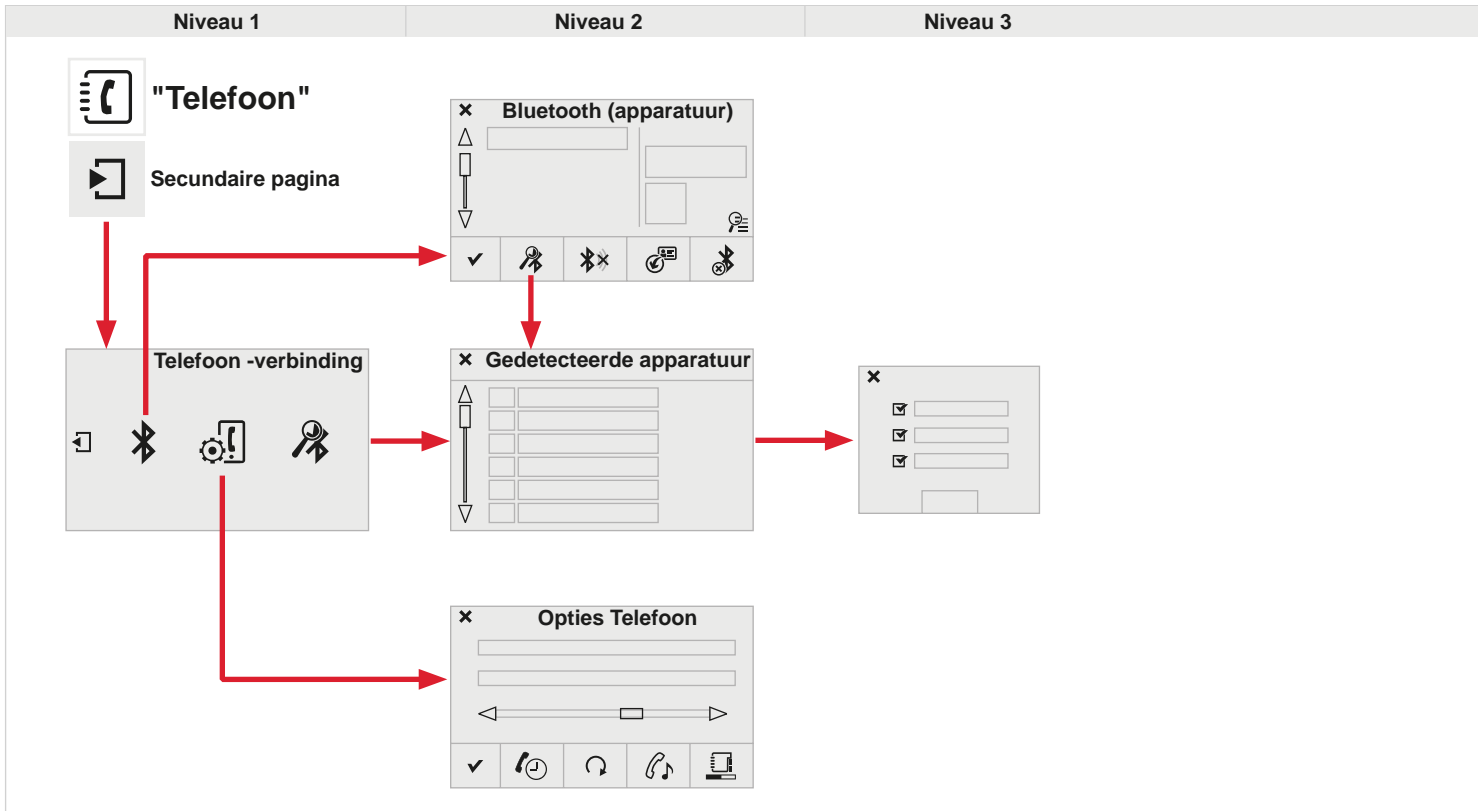 Niveau 1
Niveau 2
Niveau 3
"Telefoon"
Secundaire pagina
Bluetooth (apparatuur)
Telefoon -verbinding
Gedetecteerde apparatuur
Opties Telefoon